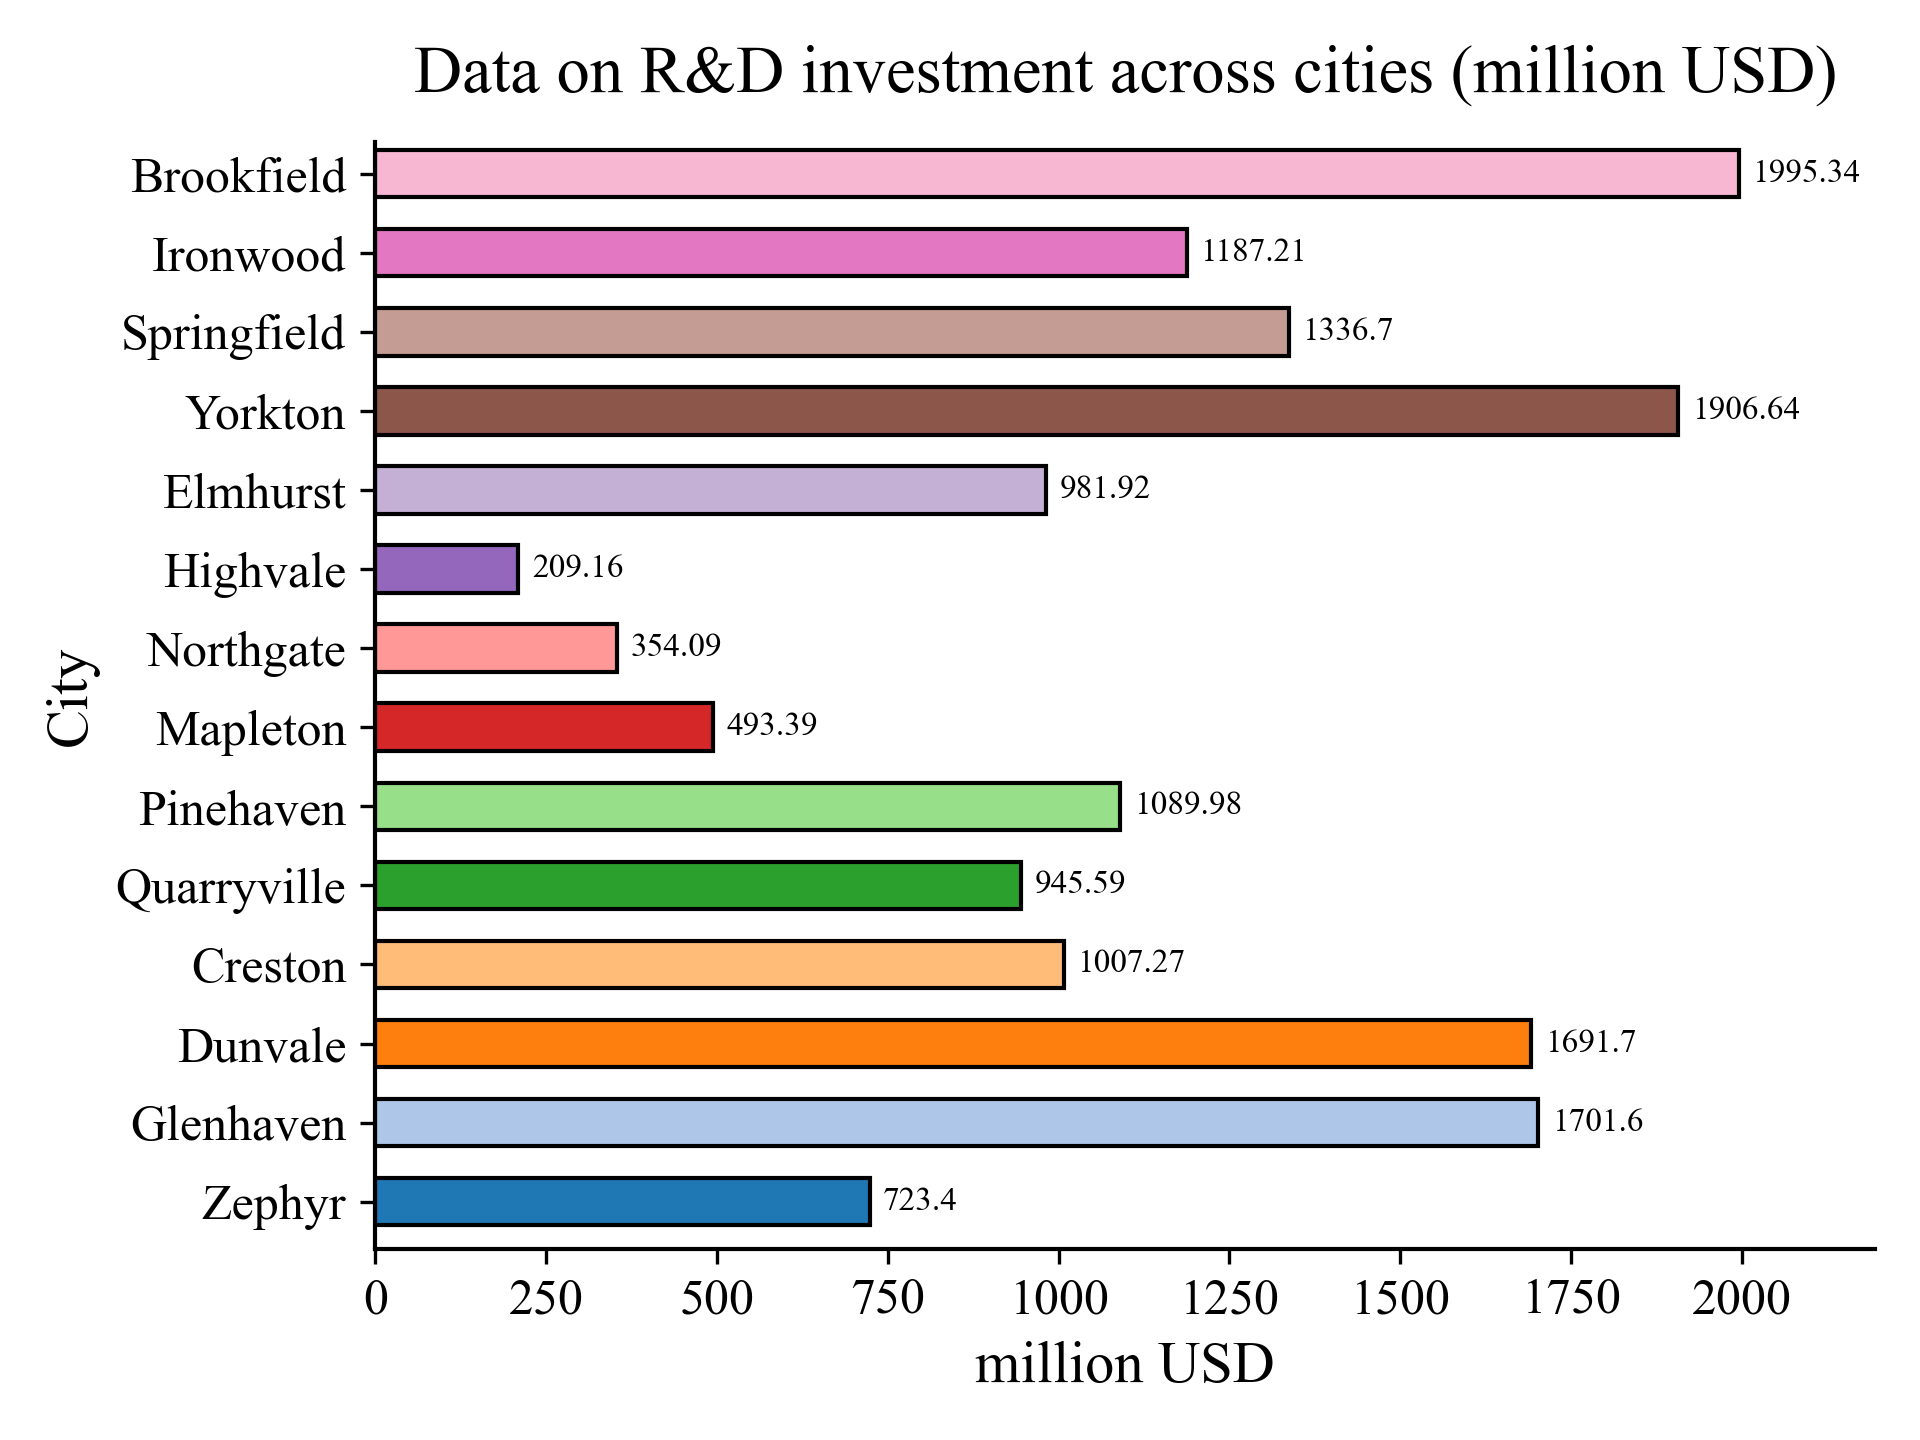 Data on R&D investment across cities (million USD)
Brookfield 1995.34
Ironwood 1187.21
Springfield 1336.7
Yorkton 1906.64
Elmhurst 981.92
Highvale 209.16
Northgate 354.09
City
Mapleton 493.39
Pinehaven 1089.98
Quarryville 945.59
Creston 1007.27
Dunvale 1691.7
Glenhaven 1701.6
Zephyr 723.4
0 250 500 750 1000 1250 1500 1750 2000
million USD